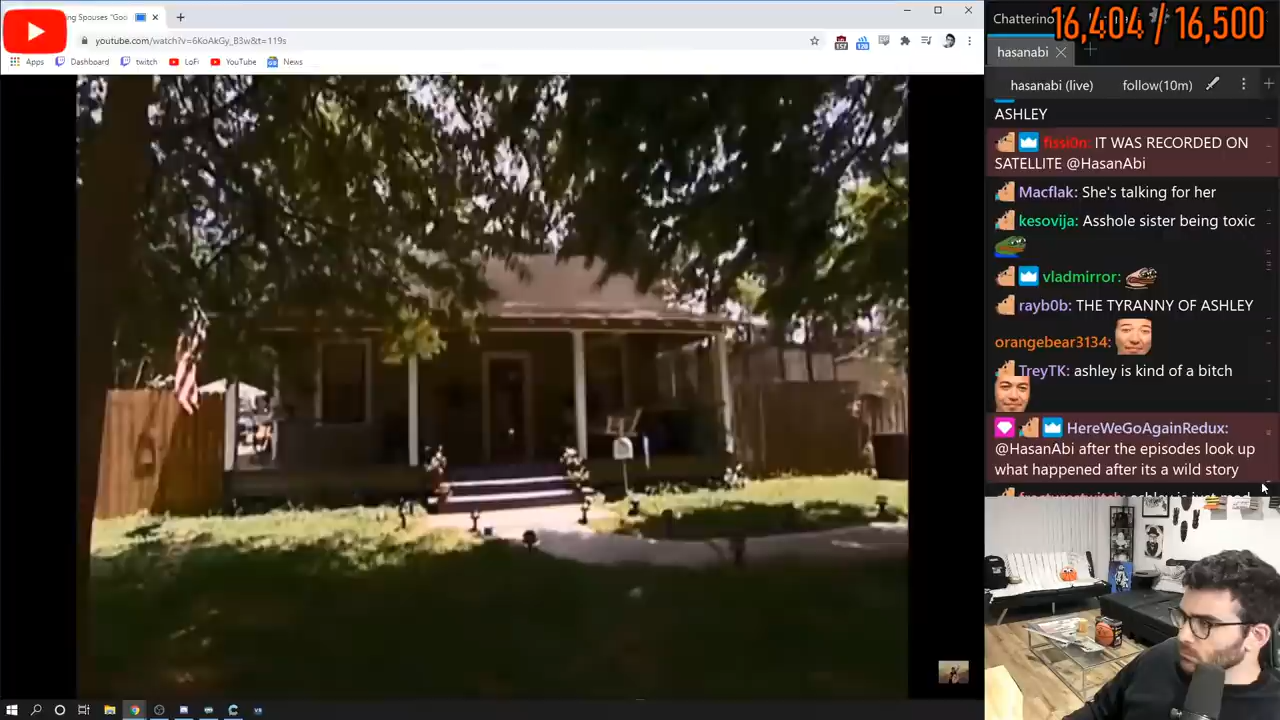 ng Spouses "Goo
youtube.com/watch?v=6KoAkGy_B3w&t=119s
157
120
Apps
Dashboard
twitch
LoFi
YouTube
News
Chatterino
16,404 / 16,500
hasanabi
hasanabi (live)
follow(10m)
ASHLEY
fissi0n: IT WAS RECORDED ON
SATELLITE @HasanAbi
Macflak: She's talking for her
kesovija: Asshole sister being toxic
vladmirror:
rayb0b: THE TYRANNY OF ASHLEY
orangebear3134:
TreyTK: ashley is kind of a bitch
HereWeGoAgainRedux:
@HasanAbi after the episodes look up
what happened after its a wild story